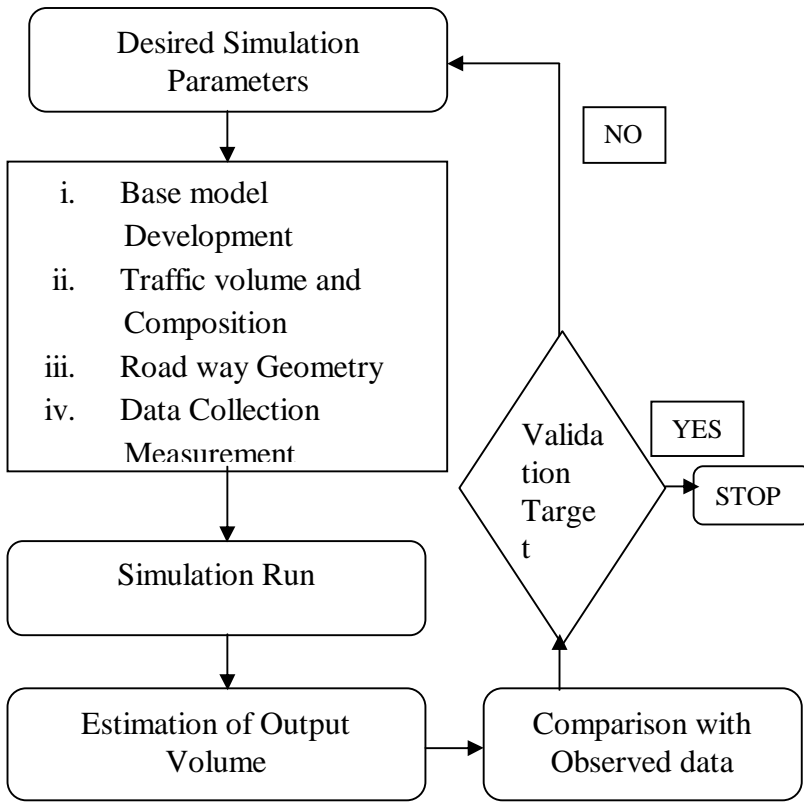 Desired Simulation
Parameters
NO
i. Base model
Development
ii. Traffic volume and
Composition
iii. Road way Geometry
iv. Data Collection
Measurement
Valida
tion
Targe
t
YES
STOP
Simulation Run
Estimation of Output
Volume
Comparison with
Observed data